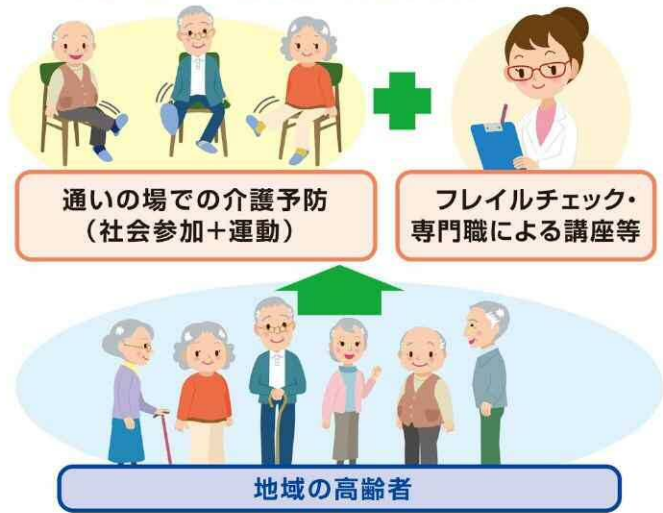 通いの場での介護予防
（社会参加＋運動）
フレイルチェック・
専門職による講座等
地域の高齢者